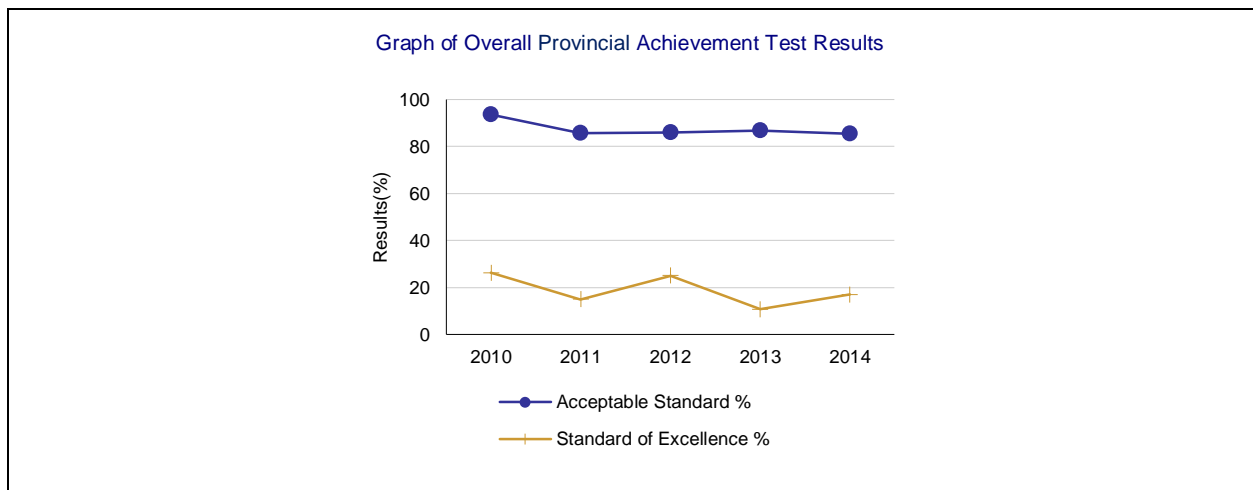 Graph of Overall Provincial Achievement Test Results
100
80
60
40
20
0
Results(%)
2010 2011 2012 2013 2014
Acceptable Standard %
Standard of Excellence %